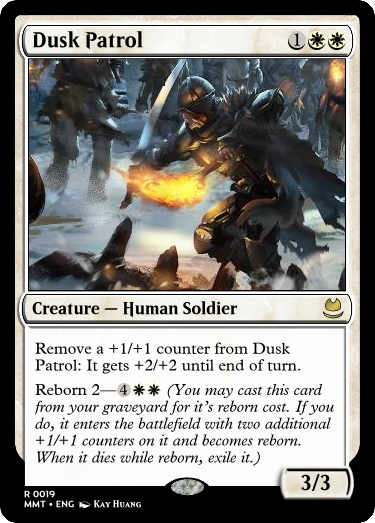 Dusk Patrol 1
Creature — Human Soldier
Remove a +1/+1 counter from Dusk
Patrol: It gets +2/+2 until end of turn.
Reborn 2—4 (You may cast this card
from your graveyard for it's reborn cost. If you
do, it enters the battlefield with two additional
+1/+1 counters on it and becomes reborn.
When it dies while reborn, exile it.)
3/3
R 0019
MMT • ENG Kay Huang